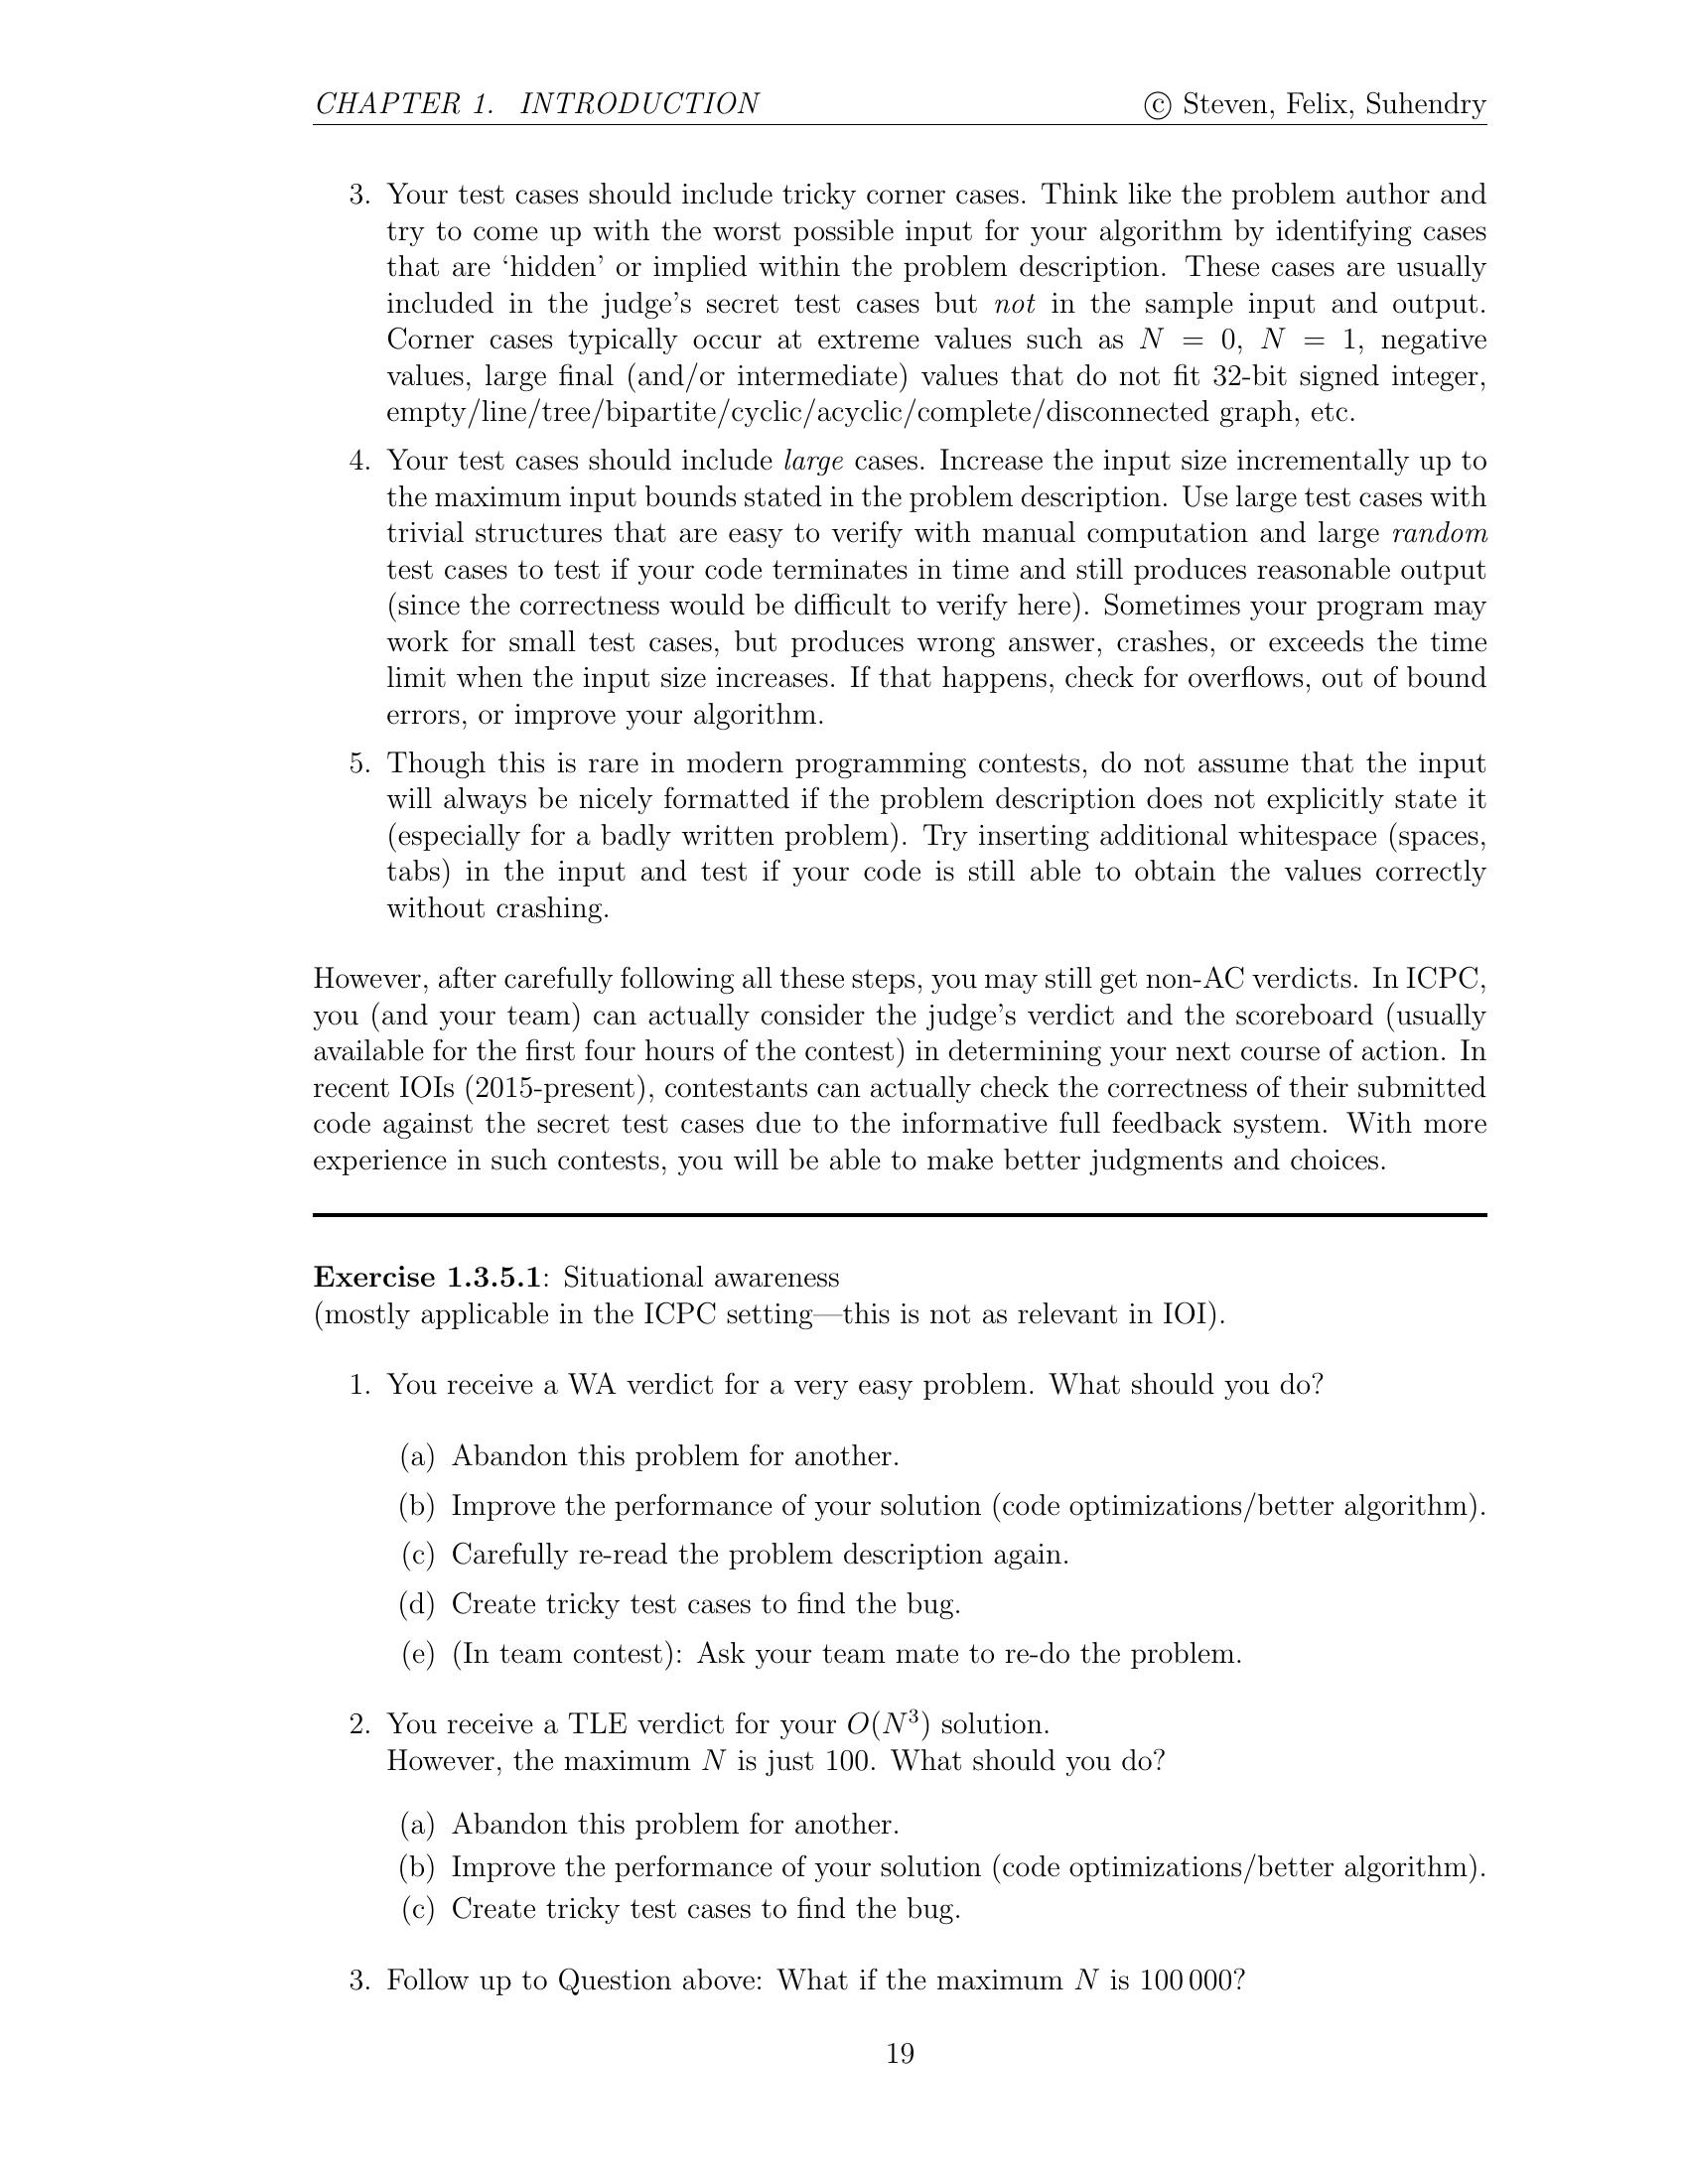 CHAPTER 1. INTRODUCTION © Steven, Felix, Suhendry
3. Your test cases should include tricky corner cases. Think like the problem author and
try to come up with the worst possible input for your algorithm by identifying cases
that are ‘hidden’ or implied within the problem description. These cases are usually
included in the judge’s secret test cases but not in the sample input and output.
Corner cases typically occur at extreme values such as N = 0, N = 1, negative
values, large final (and/or intermediate) values that do not fit 32-bit signed integer,
empty/line/tree/bipartite/cyclic/acyclic/complete/disconnected graph, etc.
4. Your test cases should include large cases. Increase the input size incrementally up to
the maximum input bounds stated in the problem description. Use large test cases with
trivial structures that are easy to verify with manual computation and large random
test cases to test if your code terminates in time and still produces reasonable output
(since the correctness would be difficult to verify here). Sometimes your program may
work for small test cases, but produces wrong answer, crashes, or exceeds the time
limit when the input size increases. If that happens, check for overflows, out of bound
errors, or improve your algorithm.
5. Though this is rare in modern programming contests, do not assume that the input
will always be nicely formatted if the problem description does not explicitly state it
(especially for a badly written problem). Try inserting additional whitespace (spaces,
tabs) in the input and test if your code is still able to obtain the values correctly
without crashing.
However, after carefully following all these steps, you may still get non-AC verdicts. In ICPC,
you (and your team) can actually consider the judge’s verdict and the scoreboard (usually
available for the first four hours of the contest) in determining your next course of action. In
recent IOIs (2015-present), contestants can actually check the correctness of their submitted
code against the secret test cases due to the informative full feedback system. With more
experience in such contests, you will be able to make better judgments and choices.
Exercise 1.3.5.1: Situational awareness
(mostly applicable in the ICPC setting—this is not as relevant in IOI).
1. You receive a WA verdict for a very easy problem. What should you do?
(a) Abandon this problem for another.
(b) Improve the performance of your solution (code optimizations/better algorithm).
(c) Carefully re-read the problem description again.
(d) Create tricky test cases to find the bug.
(e) (In team contest): Ask your team mate to re-do the problem.
2. You receive a TLE verdict for your O(N³) solution.
However, the maximum N is just 100. What should you do?
(a) Abandon this problem for another.
(b) Improve the performance of your solution (code optimizations/better algorithm).
(c) Create tricky test cases to find the bug.
3. Follow up to Question above: What if the maximum N is 100 000?
19